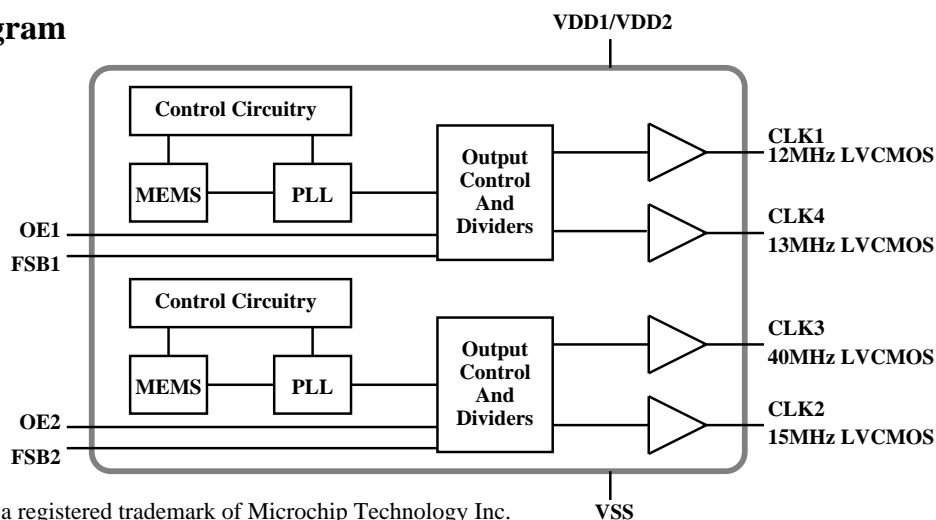 gram
VDD1/VDD2
Control Circuitry
MEMS
PLL
Output
Control
And
Dividers
CLK1
12MHz LVCMOS
CLK4
13MHz LVCMOS
OE1
FSB1
Control Circuitry
MEMS
PLL
Output
Control
And
Dividers
CLK3
40MHz LVCMOS
CLK2
15MHz LVCMOS
OE2
FSB2
VSS
a registered trademark of Microchip Technology Inc.